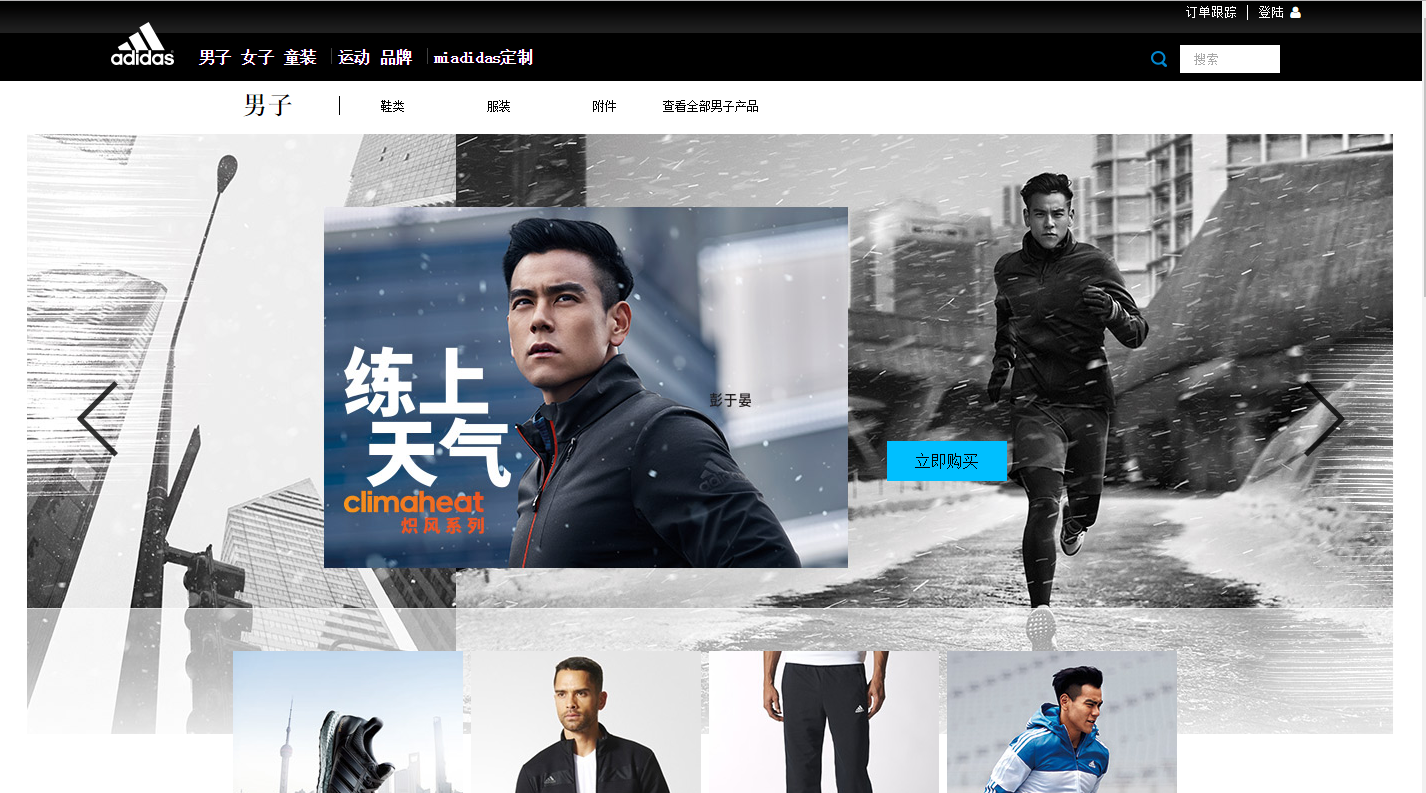 订单跟踪 登陆
adidas 男子 女子 童装 运动 品牌 miadidas定制 搜索
男子 鞋类 服装 附件 查看全部男子产品
练上
天气
climaheat
炽风系列
彭于晏
立即购买